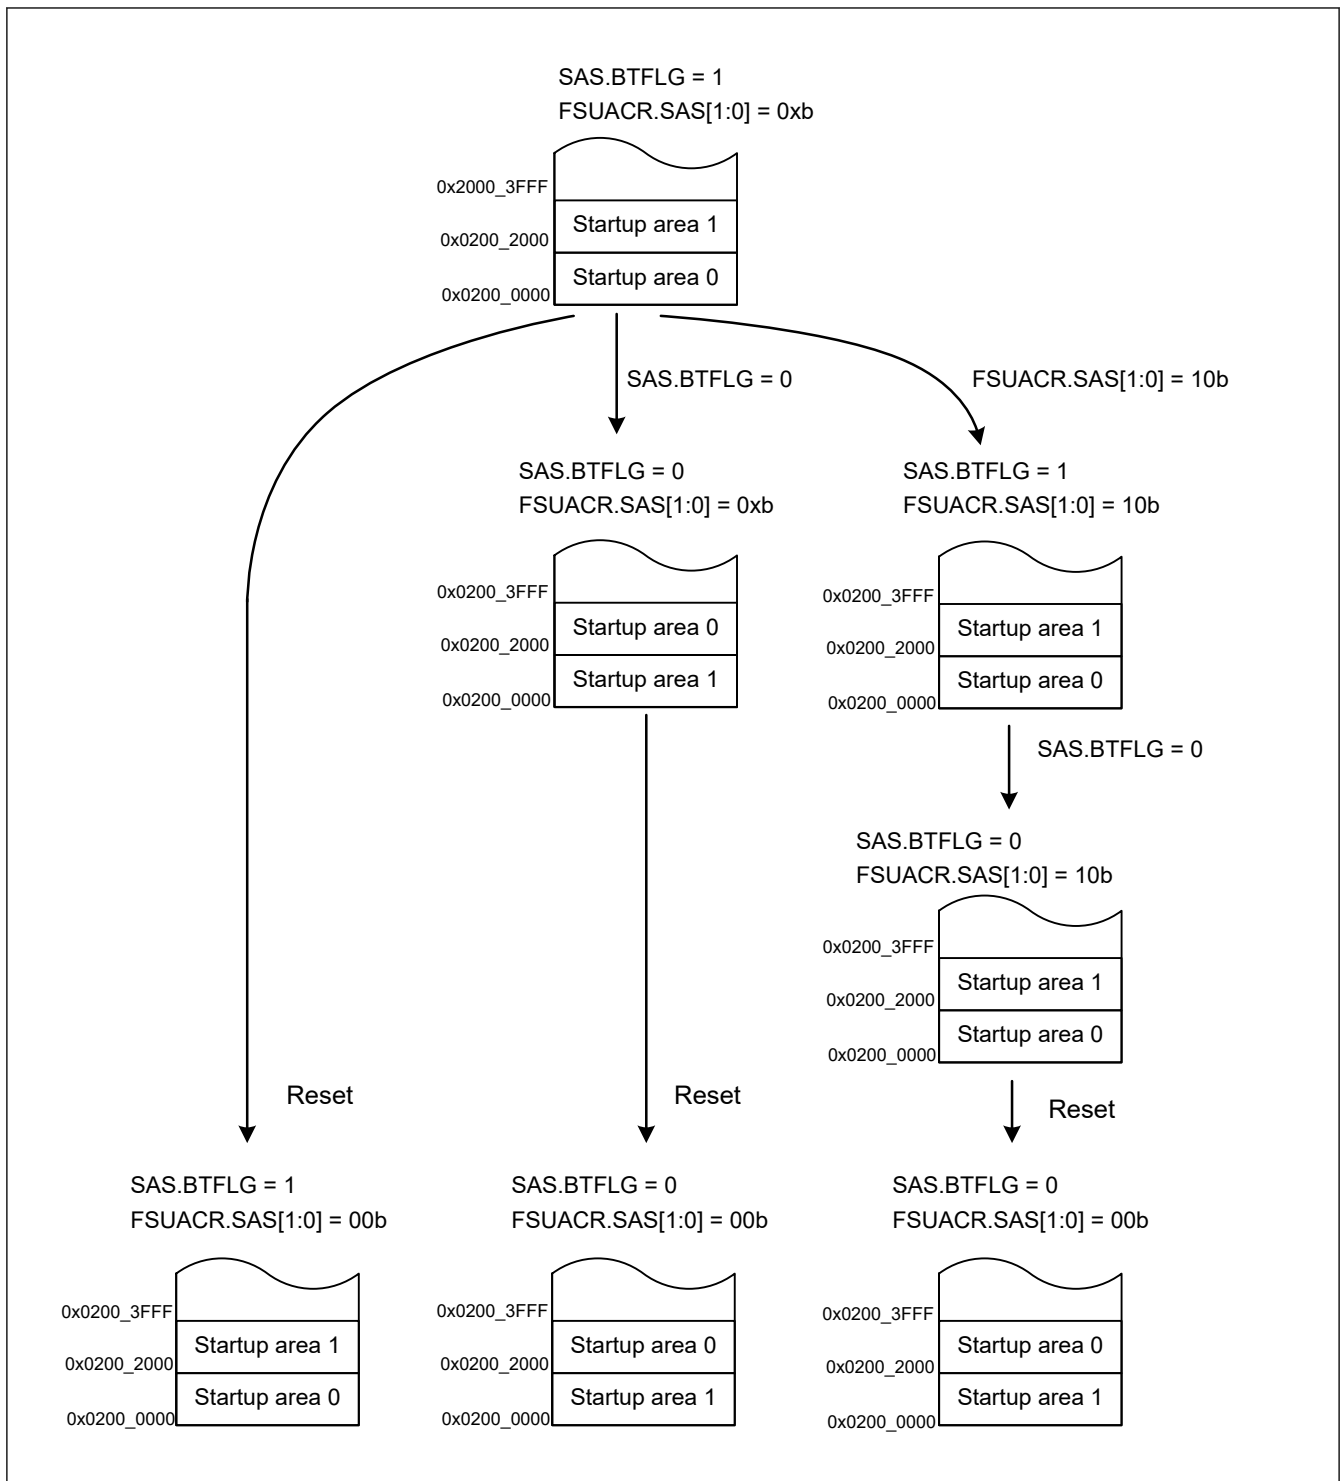 SAS.BTFLG = 1
FSUACR.SAS[1:0] = 0xb
0x2000_3FFF
Startup area 1
0x0200_2000
Startup area 0
0x0200_0000
SAS.BTFLG = 0
FSUACR.SAS[1:0] = 10b
SAS.BTFLG = 0
FSUACR.SAS[1:0] = 0xb
0x0200_3FFF
Startup area 0
0x0200_2000
Startup area 1
0x0200_0000
SAS.BTFLG = 1
FSUACR.SAS[1:0] = 10b
0x0200_3FFF
Startup area 1
0x0200_2000
Startup area 0
0x0200_0000
SAS.BTFLG = 0
SAS.BTFLG = 0
FSUACR.SAS[1:0] = 10b
0x0200_3FFF
Startup area 1
0x0200_2000
Startup area 0
0x0200_0000
Reset
Reset
Reset
SAS.BTFLG = 1
FSUACR.SAS[1:0] = 00b
0x0200_3FFF
Startup area 1
0x0200_2000
Startup area 0
0x0200_0000
SAS.BTFLG = 0
FSUACR.SAS[1:0] = 00b
0x0200_3FFF
Startup area 0
0x0200_2000
Startup area 1
0x0200_0000
SAS.BTFLG = 0
FSUACR.SAS[1:0] = 00b
0x0200_3FFF
Startup area 0
0x0200_2000
Startup area 1
0x0200_0000